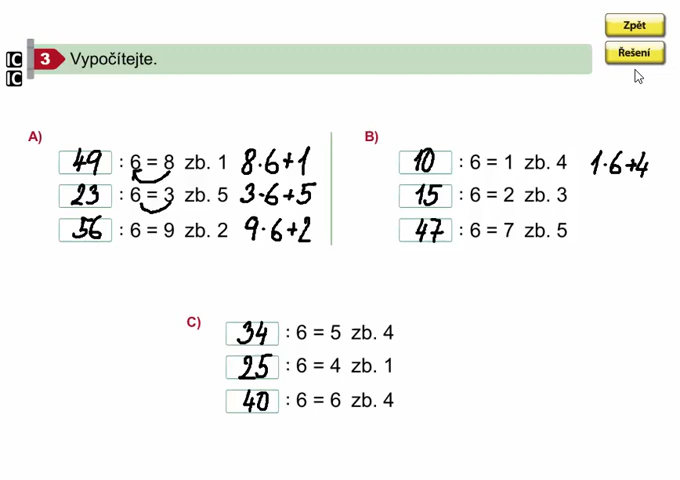 Zpět
Řešení
IC
IC
3 Vypočítejte.
A)
49 : 6 = 8 zb. 1 8·6+1
23 : 6 = 3 zb. 5 3·6+5
56 : 6 = 9 zb. 2 9·6+2
B)
10 : 6 = 1 zb. 4 1·6+4
15 : 6 = 2 zb. 3
47 : 6 = 7 zb. 5
C)
34 : 6 = 5 zb. 4
25 : 6 = 4 zb. 1
40 : 6 = 6 zb. 4